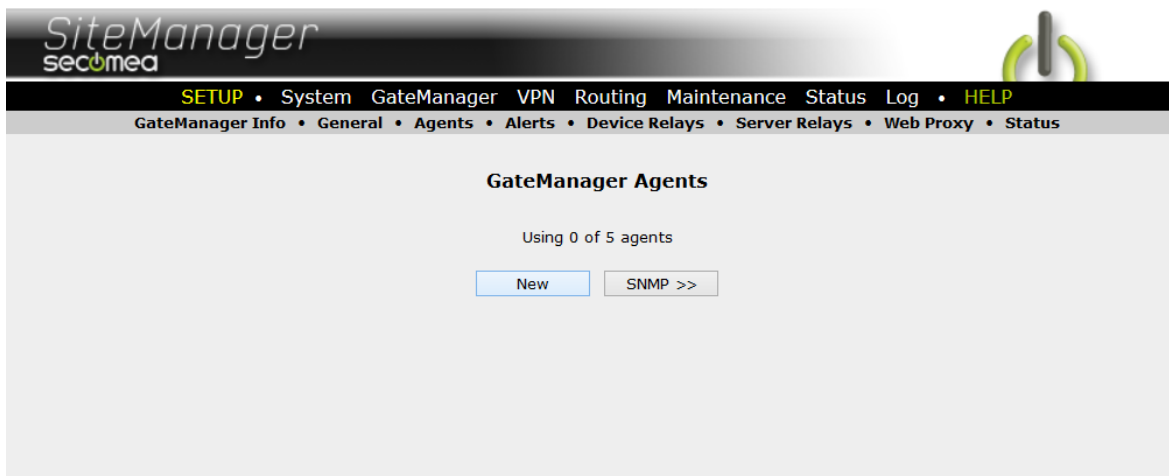 SiteManager
secomea
SETUP • System GateManager VPN Routing Maintenance Status Log • HELP
GateManager Info • General • Agents • Alerts • Device Relays • Server Relays • Web Proxy • Status
GateManager Agents
Using 0 of 5 agents
New SNMP >>